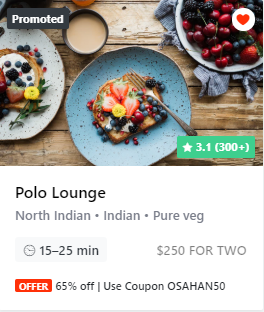 Promoted
★ 3.1 (300+)
Polo Lounge
North Indian • Indian • Pure veg
15–25 min
$250 FOR TWO
OFFER 65% off | Use Coupon OSAHAN50